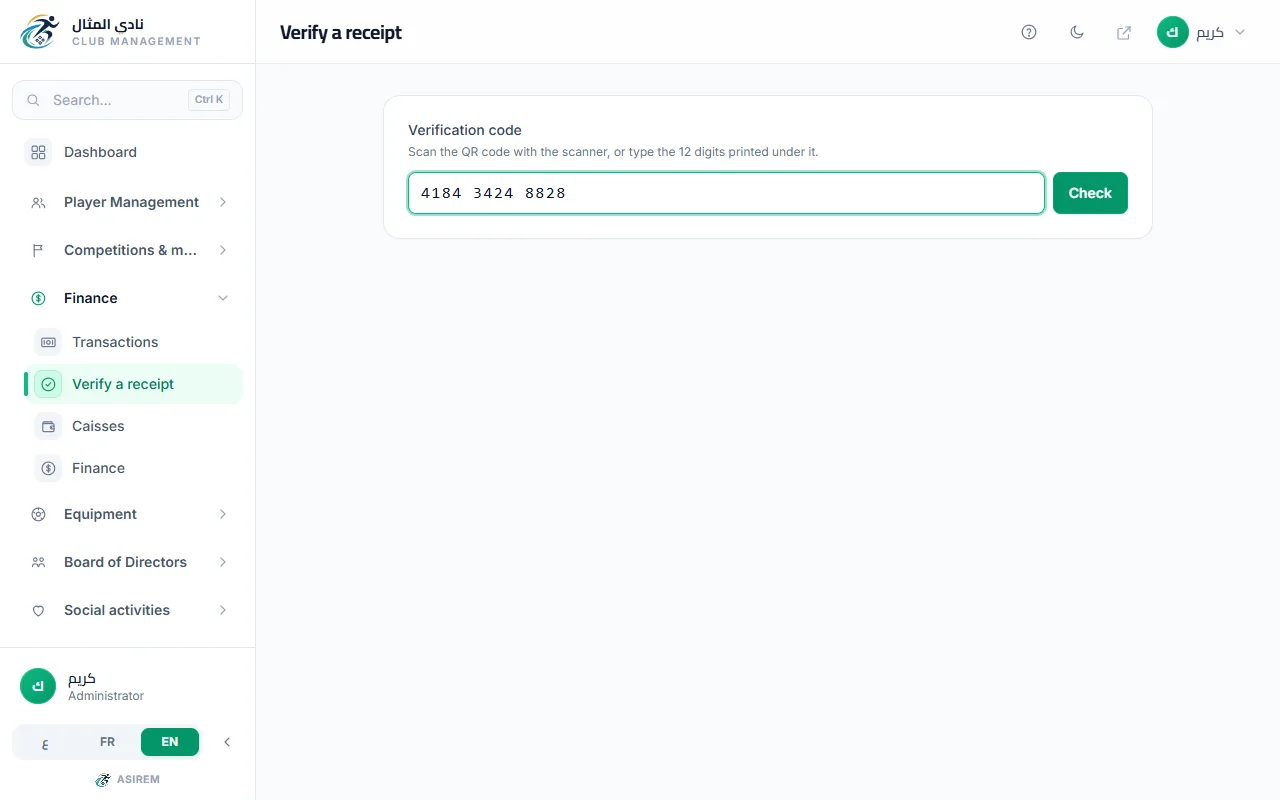 نادي المثال
CLUB MANAGEMENT
Search...
Ctrl K
Dashboard
Player Management
Competitions & m...
Finance
Transactions
Verify a receipt
Caisses
Finance
Equipment
Board of Directors
Social activities
ك
كريم
Administrator
ع
FR
EN
ASIREM
Verify a receipt
ك
كريم
Verification code
Scan the QR code with the scanner, or type the 12 digits printed under it.
4184 3424 8828
Check